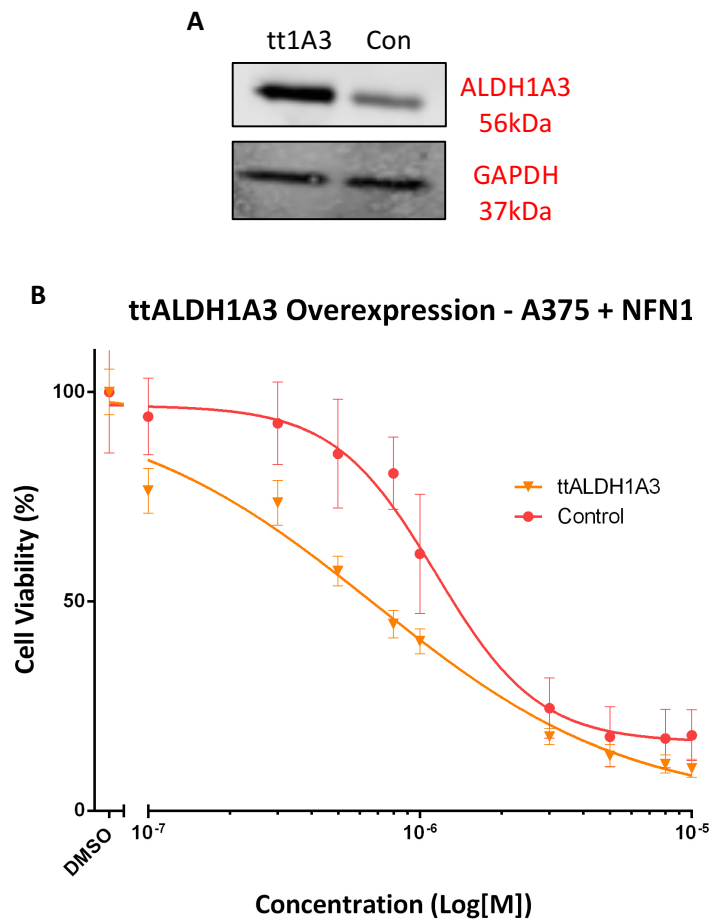 A
tt1A3 Con
ALDH1A3
56kDa
GAPDH
37kDa
B
ttALDH1A3 Overexpression - A375 + NFN1
100
50
0
Cell Viability (%)
ttALDH1A3
Control
DMSO
10-7
10-6
10-5
Concentration (Log[M])